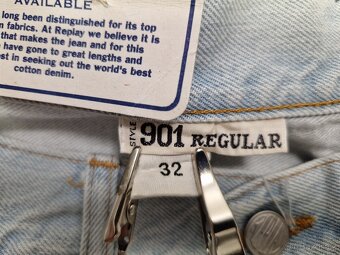 AVAILABLE
long been distinguished for its top
fabrics. At Replay we believe it is
that makes the jean and for this
have gone to great lengths and
est in seeking out the world's best
cotton denim.
STYLE 901 REGULAR
32